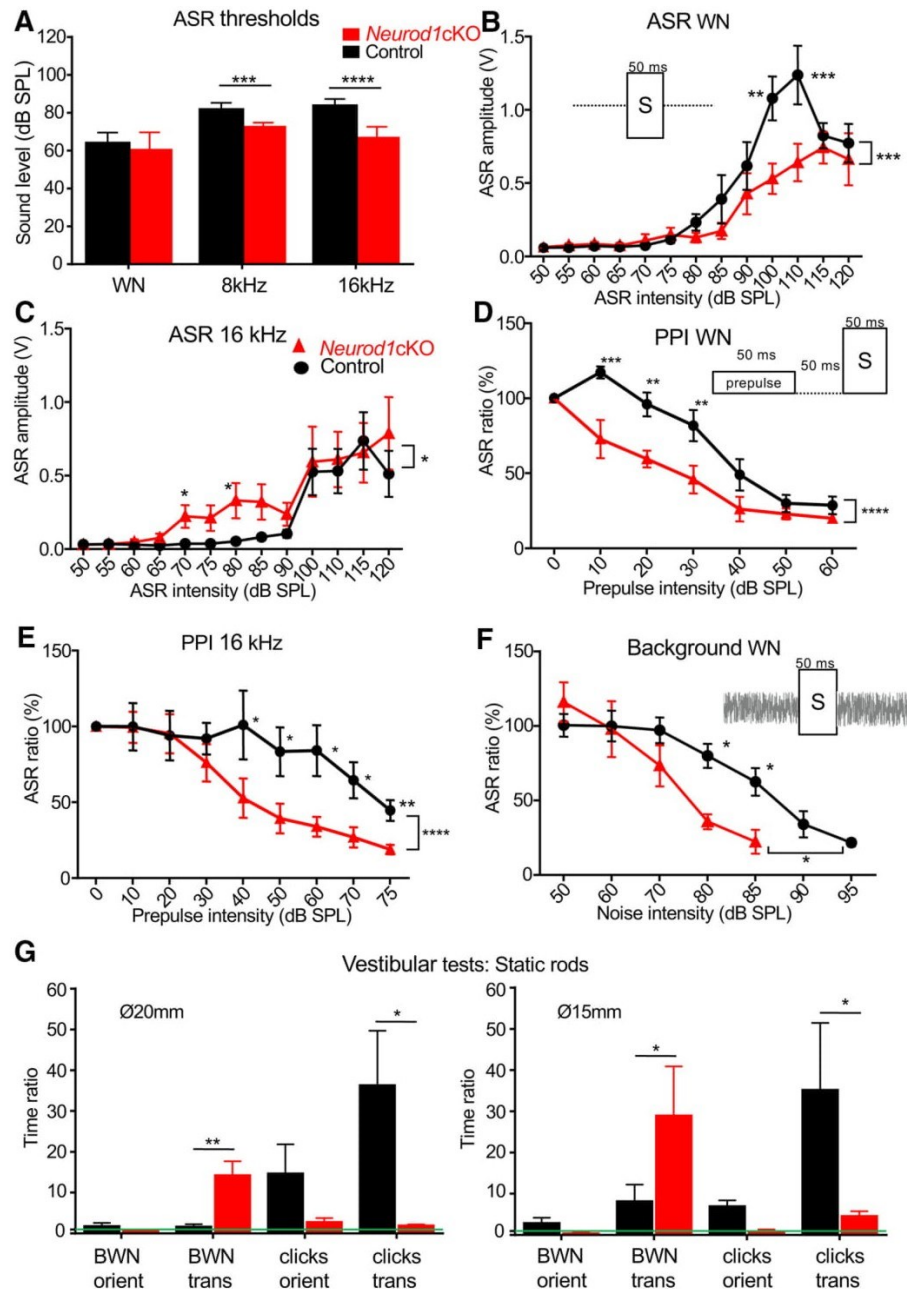 A
ASR thresholds
Neurod1cKO
Control
Sound level (dB SPL)
120
100
80
60
40
20
0
***
****
WN
8kHz
16kHz
B
ASR WN
50 ms
S
ASR amplitude (V)
1.5
1.0
0.5
0.0
**
***
***
50 55 60 65 70 75 80 85 90 100 110 115 120
ASR intensity (dB SPL)
C
ASR 16 kHz
Neurod1cKO
Control
ASR amplitude (V)
1.5
1.0
0.5
0.0
*
*
*
50 55 60 65 70 75 80 85 90 100 110 115 120
ASR intensity (dB SPL)
D
PPI WN
50 ms
50 ms
50 ms
prepulse
S
ASR ratio (%)
150
100
50
0
***
**
**
****
0 10 20 30 40 50 60
Prepulse intensity (dB SPL)
E
PPI 16 kHz
ASR ratio (%)
150
100
50
0
*
*
*
*
**
****
0 10 20 30 40 50 60 70 75
Prepulse intensity (dB SPL)
F
Background WN
50 ms
S
ASR ratio (%)
150
100
50
0
*
*
*
50 60 70 80 85 90 95
Noise intensity (dB SPL)
G
Vestibular tests: Static rods
Ø20mm
Time ratio
60
50
40
30
20
10
0
**
*
BWN orient
BWN trans
clicks orient
clicks trans
Ø15mm
Time ratio
60
50
40
30
20
10
0
*
*
BWN orient
BWN trans
clicks orient
clicks trans